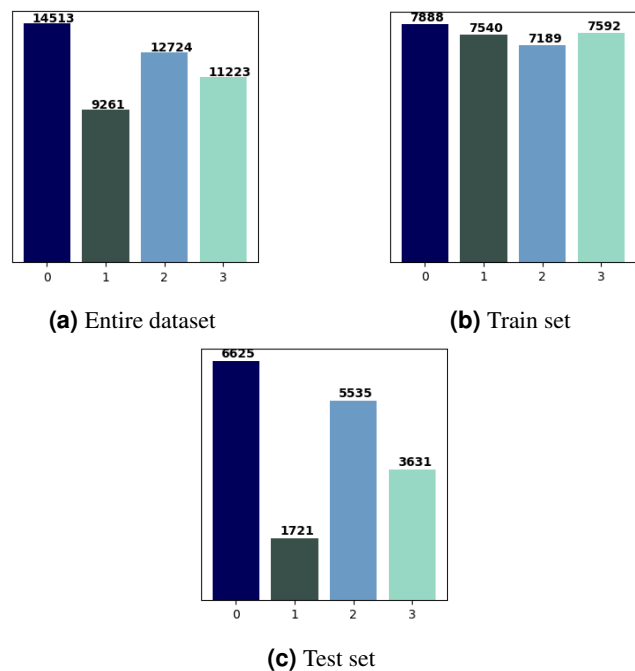 14513
9261
12724
11223
0 1 2 3
(a) Entire dataset
7888
7540
7189
7592
0 1 2 3
(b) Train set
6625
1721
5535
3631
0 1 2 3
(c) Test set